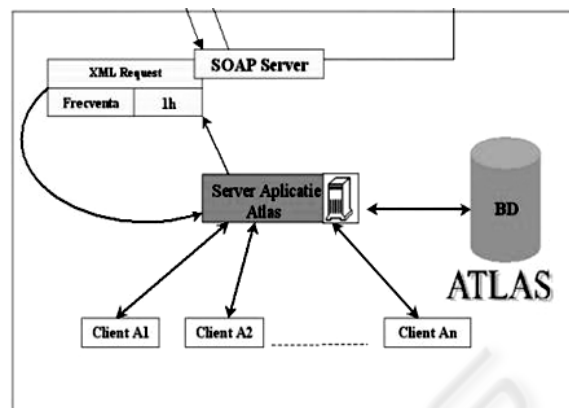 SOAP Server
XML Request
Frecventa
1h
Server Aplicatie
Atlas
BD
ATLAS
Client A1
Client A2
Client An